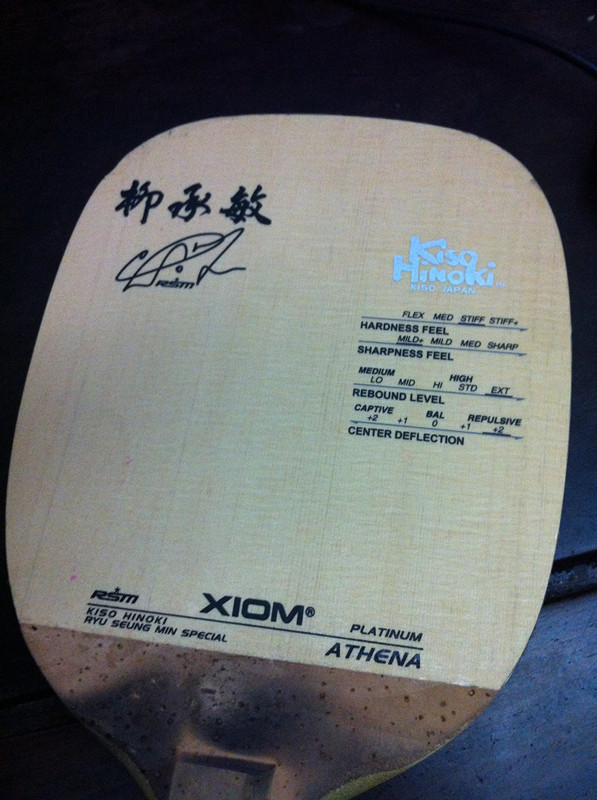 柳承敏
RSM
Kiso
Hinoki
KISO JAPAN
FLEX MED STIFF STIFF+
HARDNESS FEEL
MILD+ MILD MED SHARP
SHARPNESS FEEL
MEDIUM HIGH
LO MID HI STD EXT
REBOUND LEVEL
CAPTIVE BAL REPULSIVE
+2 +1 0 +1 +2
CENTER DEFLECTION
RSM XIOM®
KISO HINOKI PLATINUM
RYU SEUNG MIN SPECIAL ATHENA